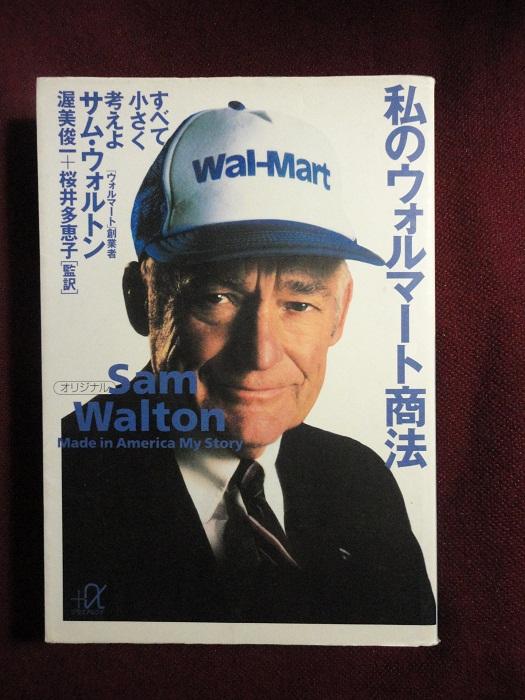 私のウォルマート商法
すべて
小さく
考えよ
「ウォルマート」創業者
サム・ウォルトン
渥美俊一+桜井多恵子[監訳]
Wal-Mart
オリジナル
Sam
Walton
Made in America My Story
+α